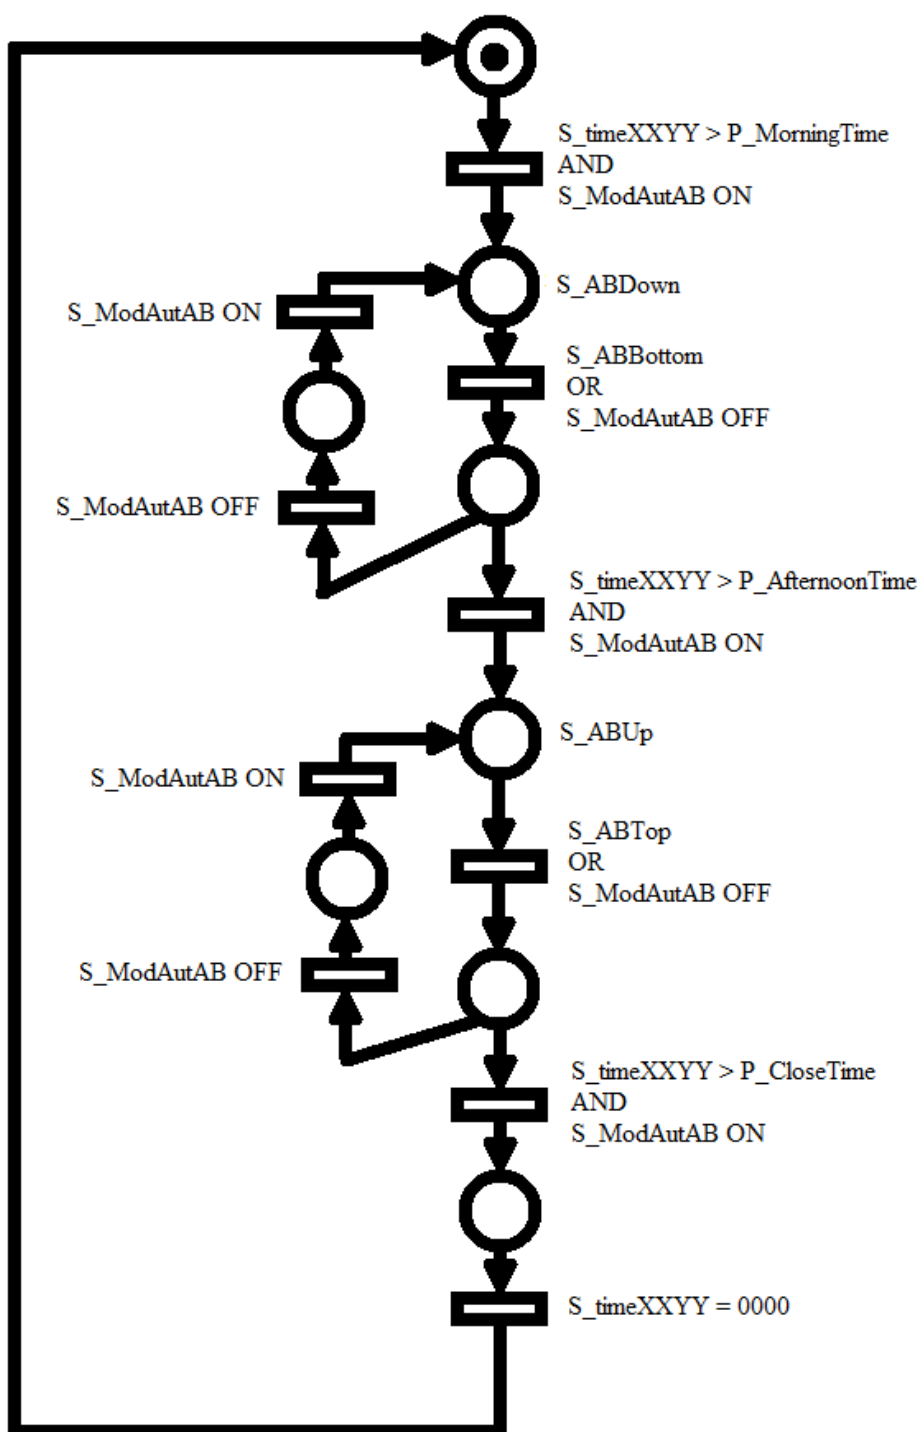 S_timeXXYY > P_MorningTime
AND
S_ModAutAB ON
S_ABDown
S_ModAutAB ON
S_ABBottom
OR
S_ModAutAB OFF
S_ModAutAB OFF
S_timeXXYY > P_AfternoonTime
AND
S_ModAutAB ON
S_ABUp
S_ModAutAB ON
S_ABTop
OR
S_ModAutAB OFF
S_ModAutAB OFF
S_timeXXYY > P_CloseTime
AND
S_ModAutAB ON
S_timeXXYY = 0000